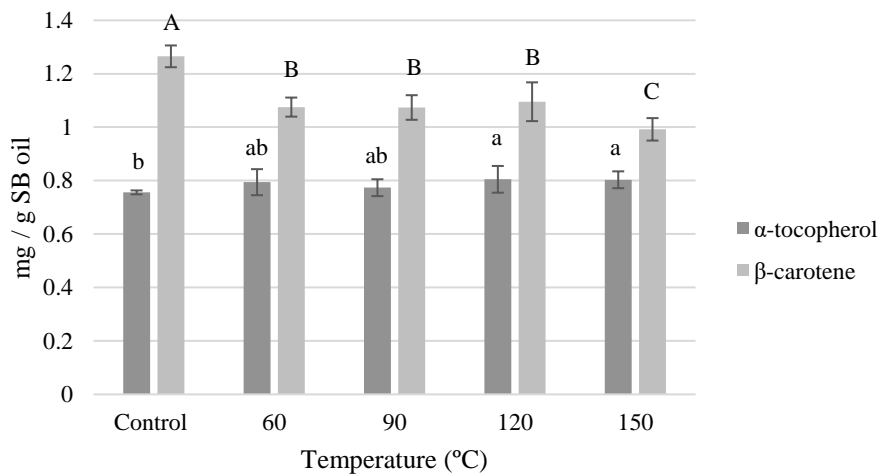 1.4
1.2
1
0.8
0.6
0.4
0.2
0
mg / g SB oil
A
B
B
B
C
b
ab
ab
a
a
Control 60 90 120 150
Temperature (ºC)
α-tocopherol
β-carotene